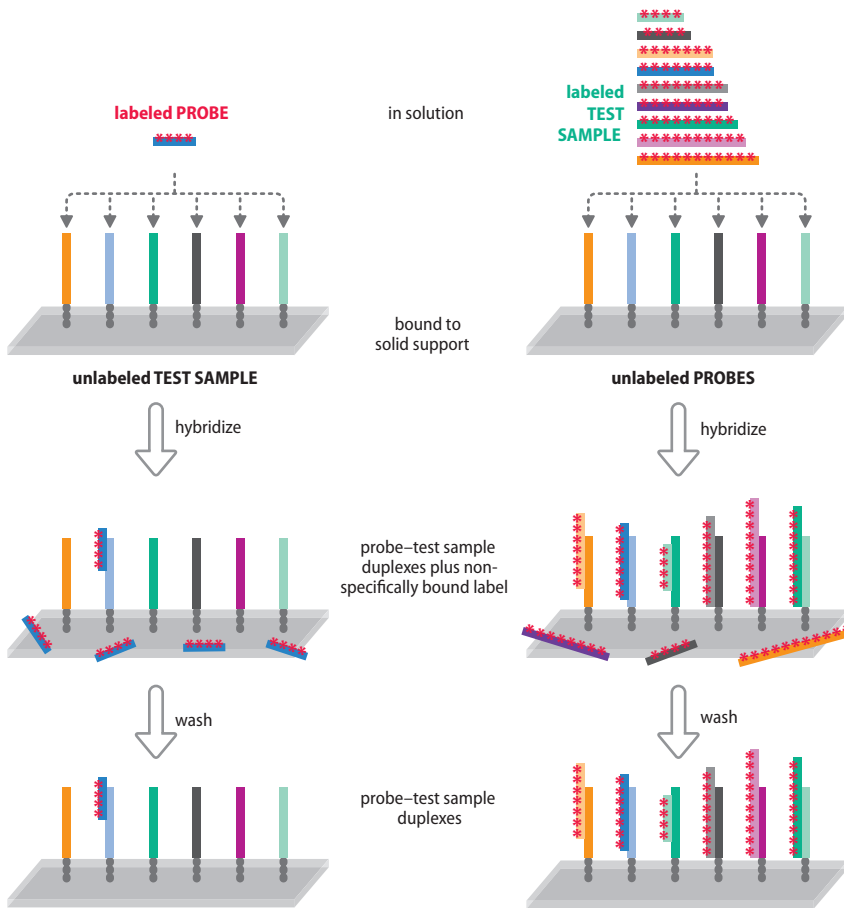 labeled PROBE
in solution
labeled
TEST
SAMPLE
bound to
solid support
unlabeled TEST SAMPLE
unlabeled PROBES
hybridize
hybridize
probe–test sample
duplexes plus non-
specifically bound label
wash
wash
probe–test sample
duplexes